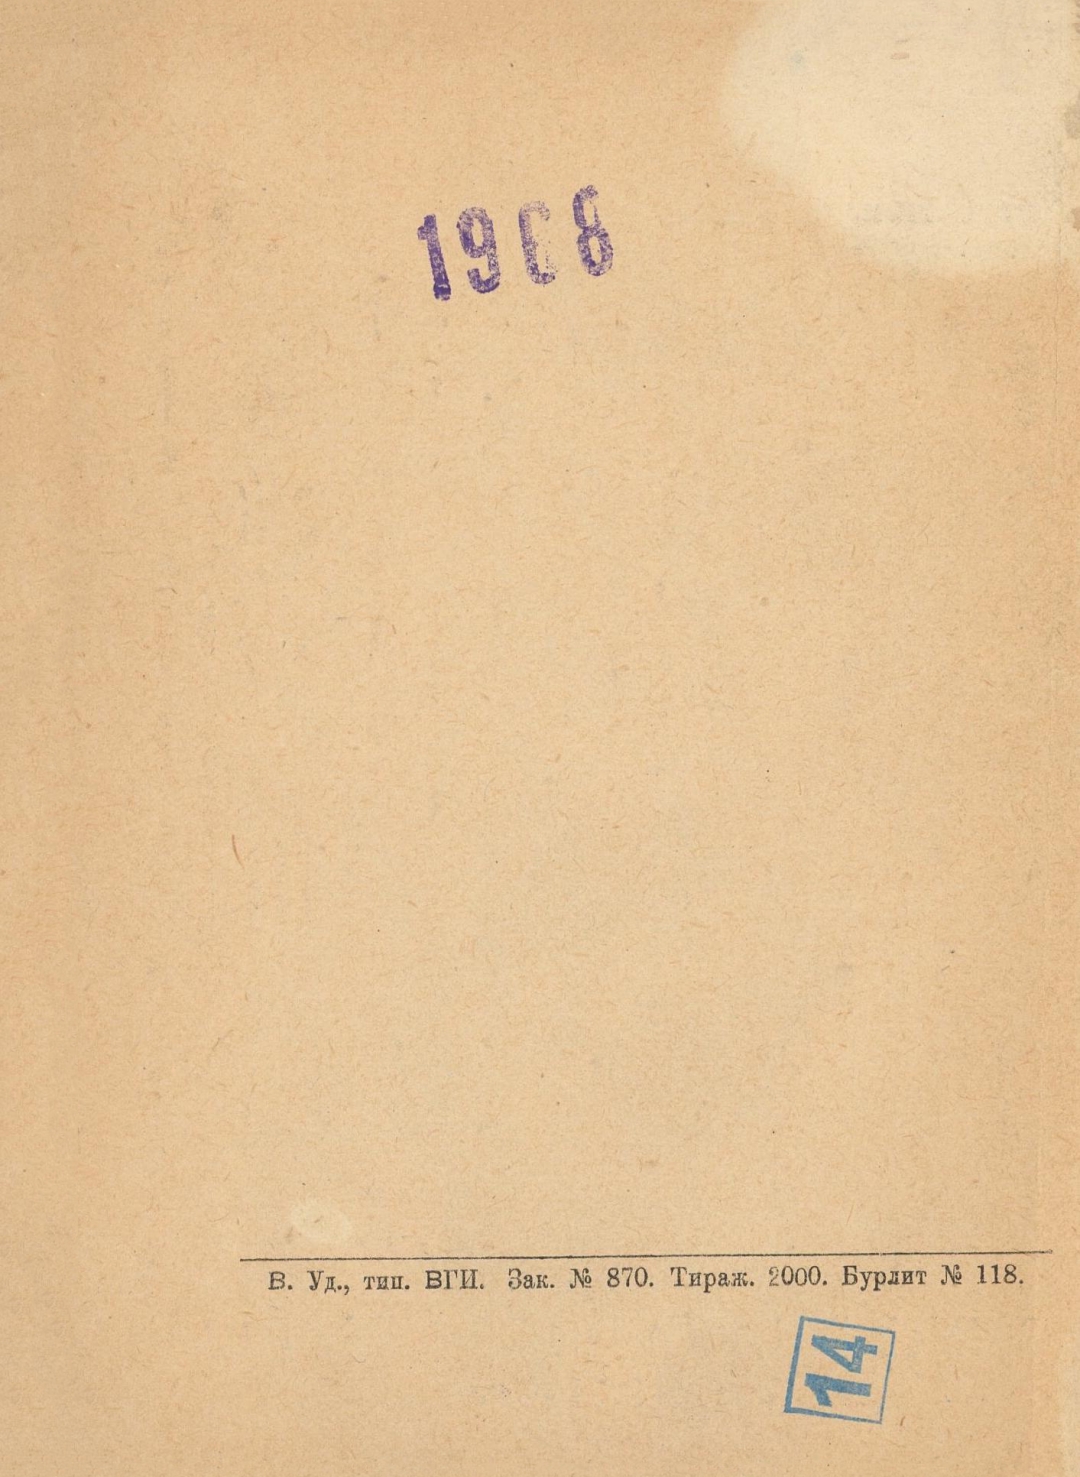 1968
В. Уд., тип. ВГИ. Зак. № 870. Тираж. 2000. Бурлит № 118.
14